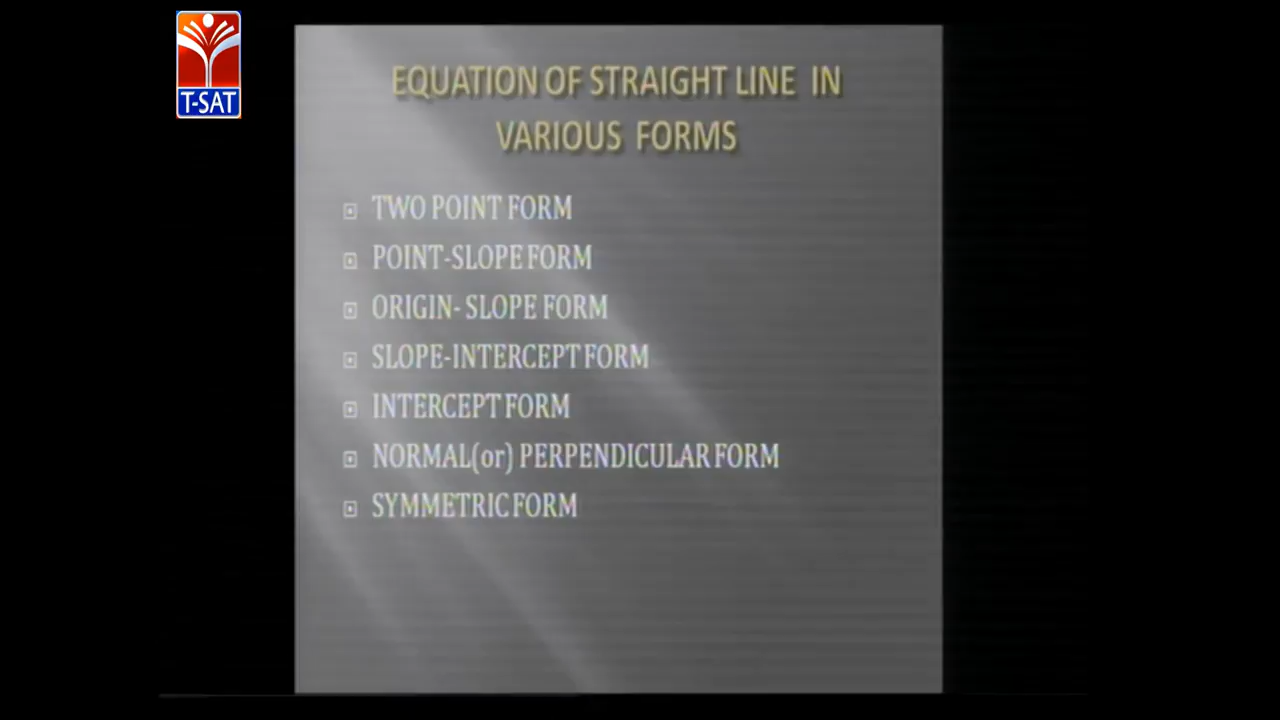 T-SAT
EQUATION OF STRAIGHT LINE IN
VARIOUS FORMS
TWO POINT FORM
POINT-SLOPE FORM
ORIGIN- SLOPE FORM
SLOPE-INTERCEPT FORM
INTERCEPT FORM
NORMAL(or) PERPENDICULAR FORM
SYMMETRIC FORM